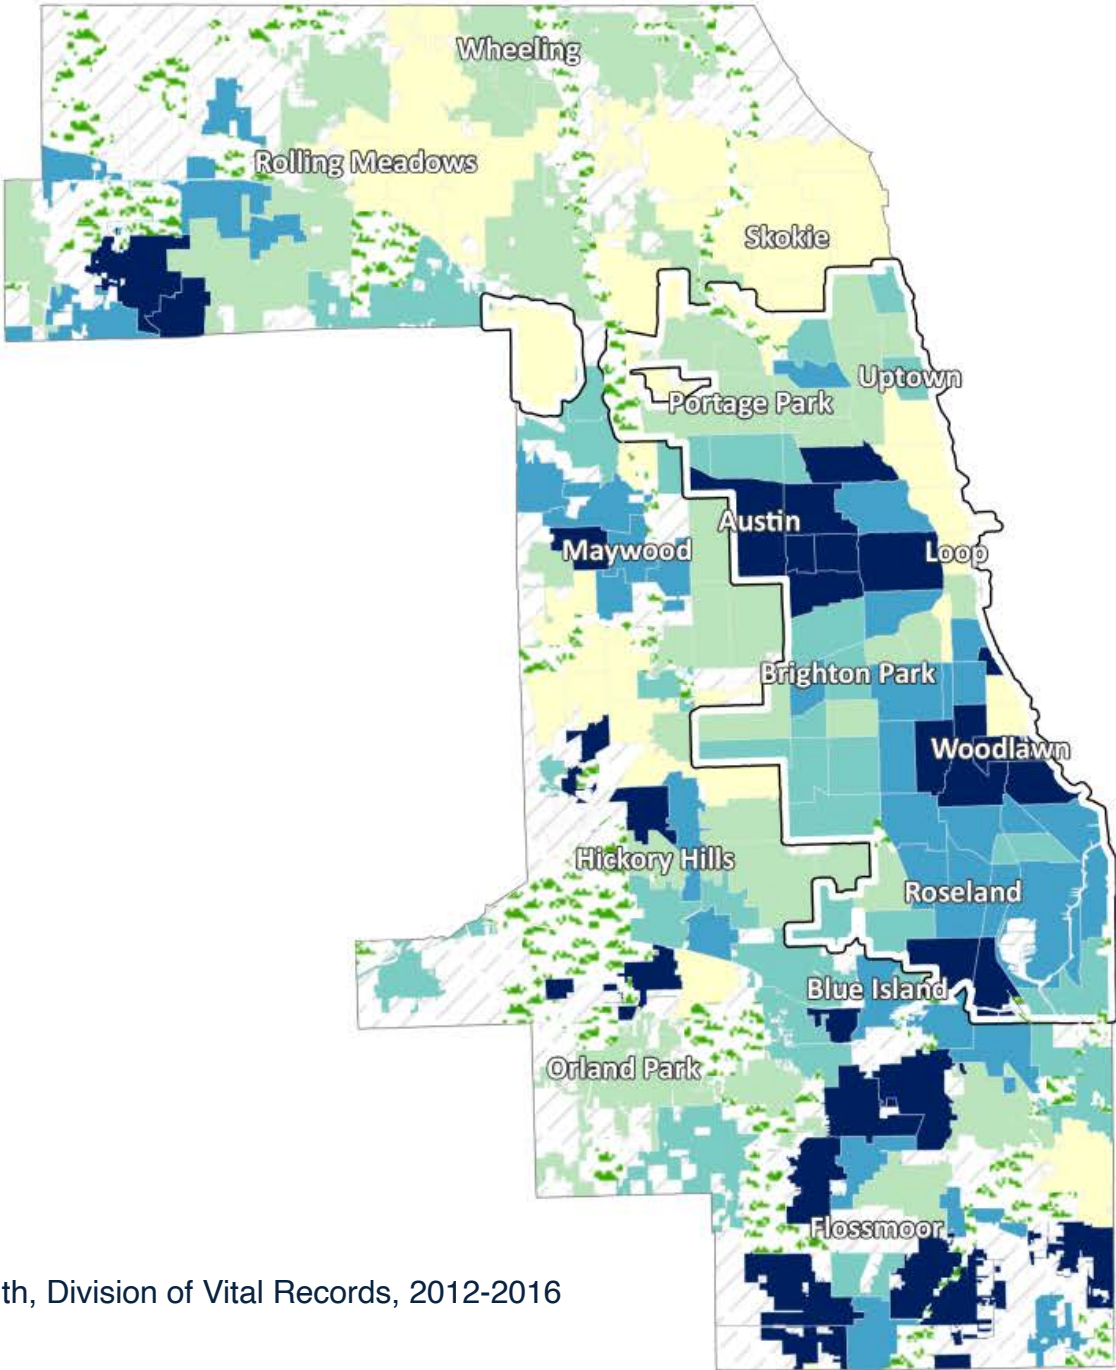 Wheeling
Rolling Meadows
Skokie
Uptown
Portage Park
Austin
Maywood
Loop
Brighton Park
Woodlawn
Hickory Hills
Roseland
Blue Island
Orland Park
Flossmoor
th, Division of Vital Records, 2012-2016